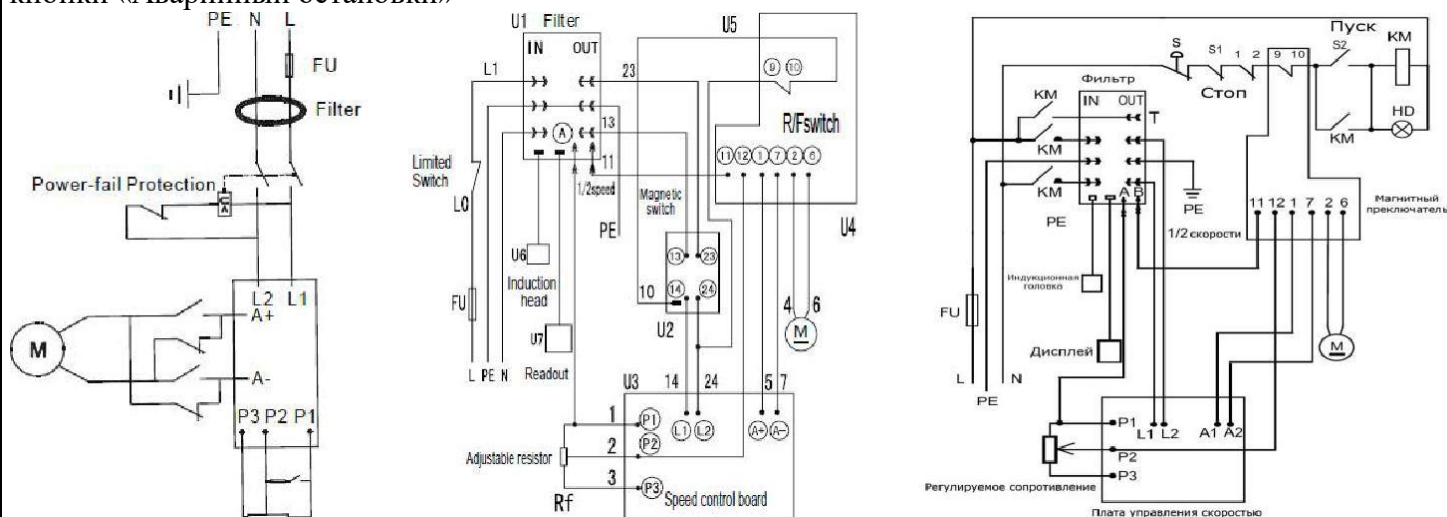 кнопки «Аварийный остановки»
PE N L
FU
Filter
Power-fail Protection
L2 L1
A+
M
A-
P3 P2 P1
U1 Filter
U5
IN OUT
L1
23
9 10
R/Fswitch
A
13
11
11 12 1 7 2 6
Limited
Switch
1/2speed
Magnetic
switch
L0
PE
U4
U6
13 23
Induction
head
14 24
10
U2
4 6
FU
U7
M
L PE N Readout
U3 14 24 5 7
1 P1
L1 L2 A+ A-
2 P2
Adjustable resistor
3 P3
Rf
Speed control board
Пуск
S S1 1 2 9 10 S2 KM
Стоп
Фильтр
KM IN OUT T
HD
KM
KM
KM
A B
PE PE
11 12 1 7 2 6
Магнитный
преключатель
1/2 скорости
Индукционная
головка
FU
Дисплей
M
L N
PE
P1
L1 L2 A1 A2
P2
P3
Регулируемое сопротивление
Плата управления скоростью